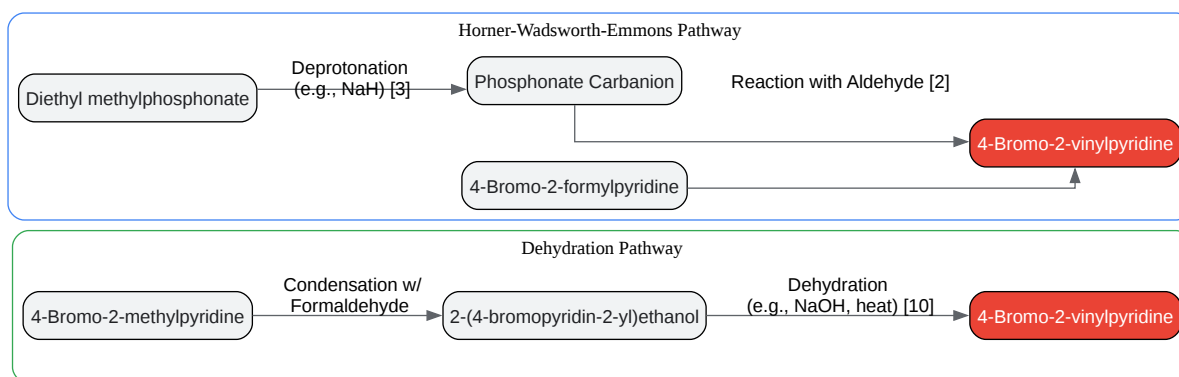 Horner-Wadsworth-Emmons Pathway
Diethyl methylphosphonate
Deprotonation
(e.g., NaH) [3]
Phosphonate Carbanion
Reaction with Aldehyde [2]
4-Bromo-2-vinylpyridine
4-Bromo-2-formylpyridine
Dehydration Pathway
4-Bromo-2-methylpyridine
Condensation w/
Formaldehyde
2-(4-bromopyridin-2-yl)ethanol
Dehydration
(e.g., NaOH, heat) [10]
4-Bromo-2-vinylpyridine